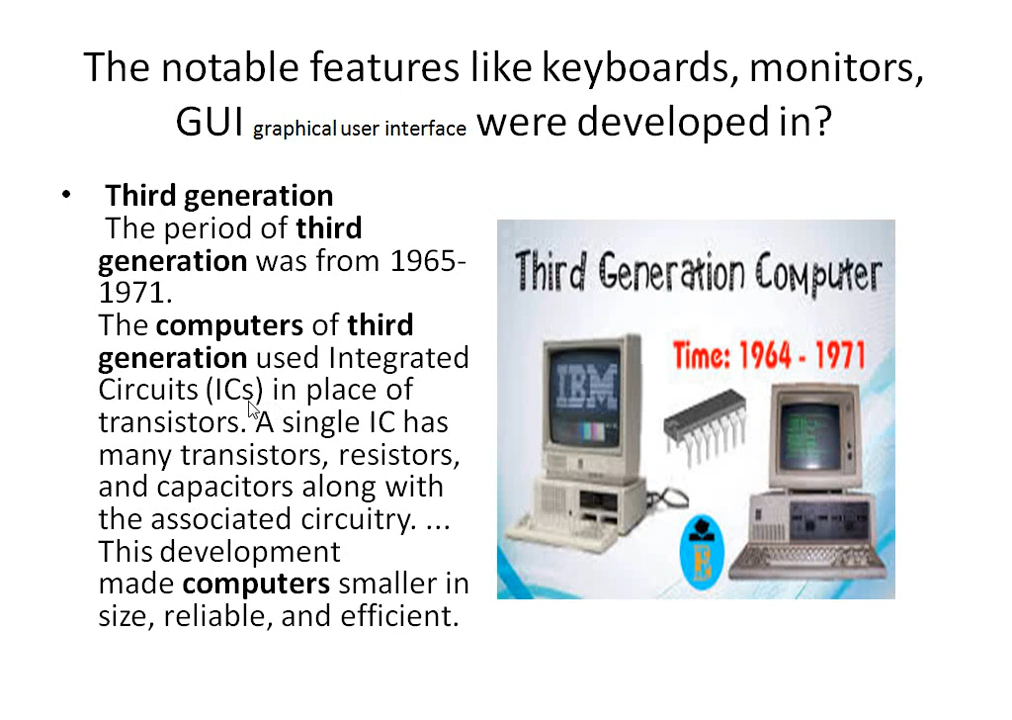 The notable features like keyboards, monitors,
GUI graphical user interface were developed in?
• Third generation
The period of third
generation was from 1965-
1971.
The computers of third
generation used Integrated
Circuits (ICs) in place of
transistors. A single IC has
many transistors, resistors,
and capacitors along with
the associated circuitry. ...
This development
made computers smaller in
size, reliable, and efficient.
Third Generation Computer
Time: 1964 - 1971
IBM
E